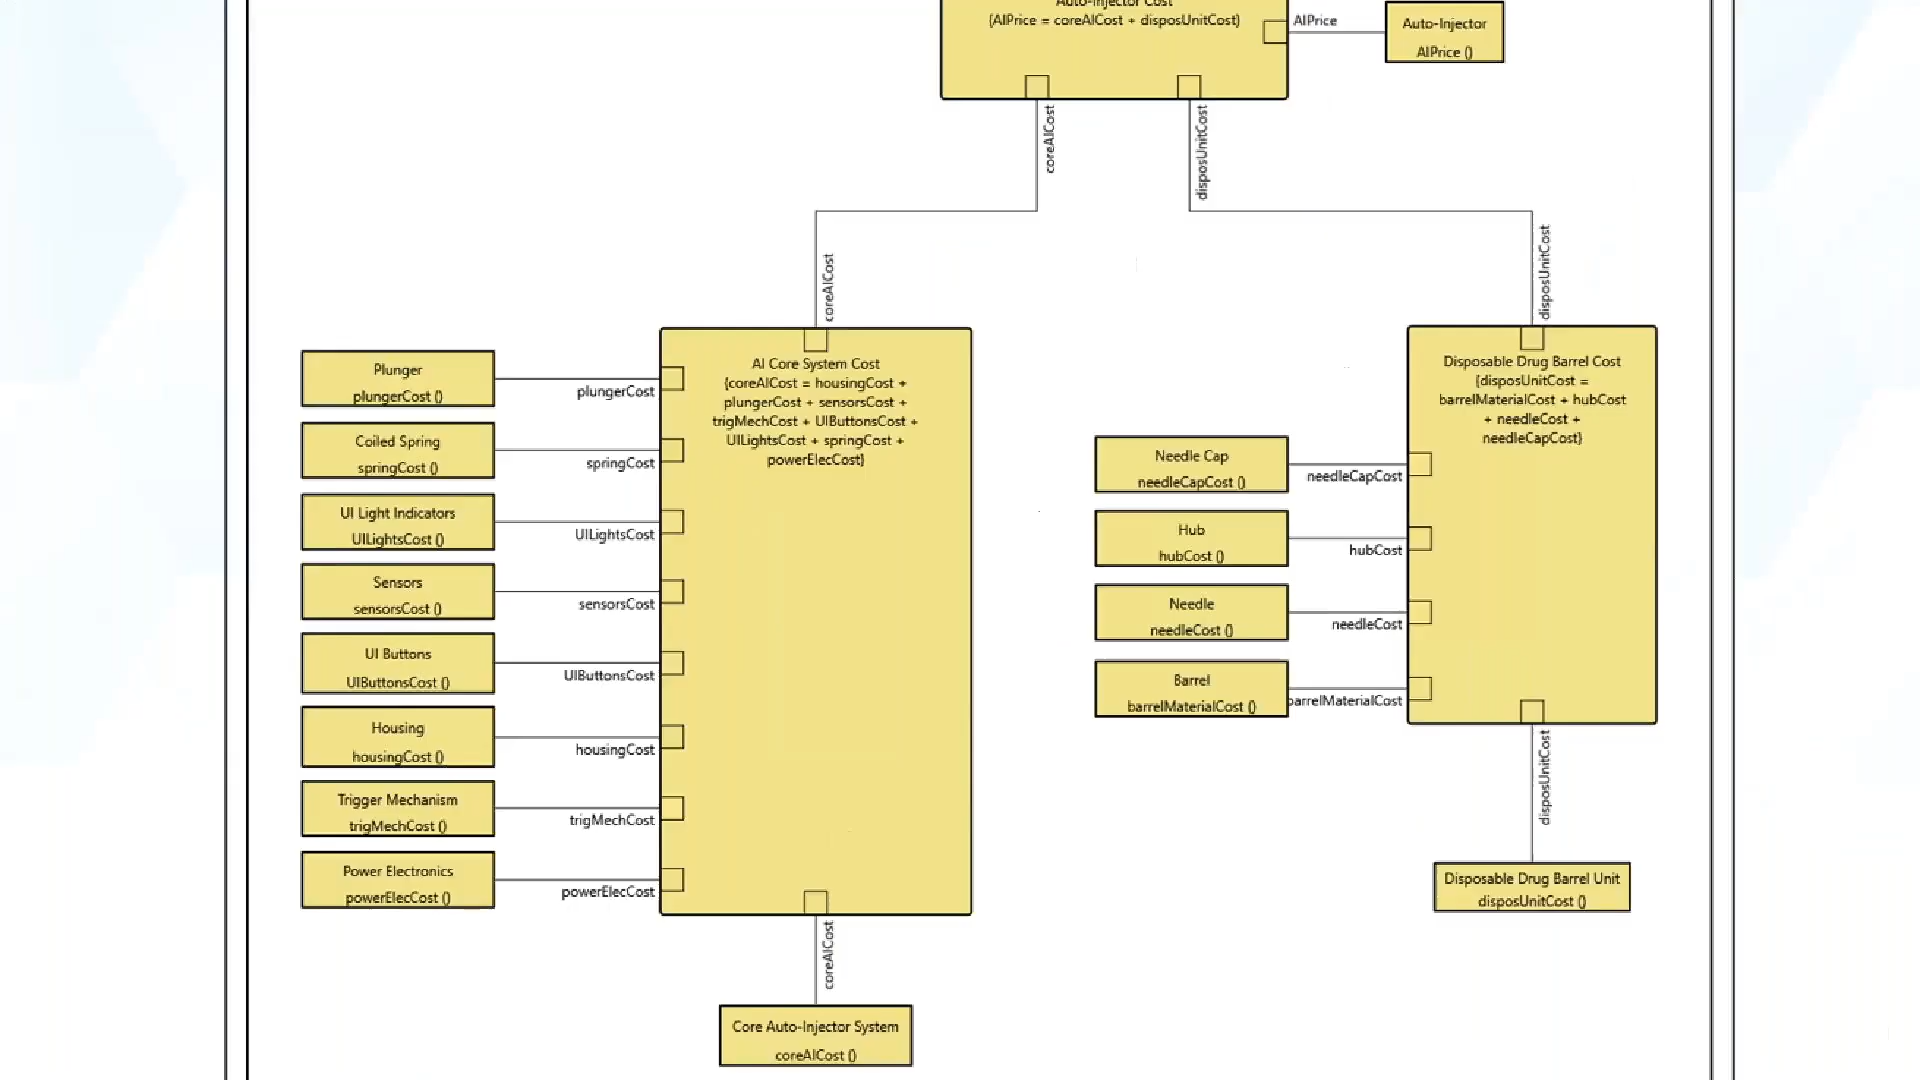 Auto-Injector Cost
{AIPrice = coreAICost + disposUnitCost}
AIPrice
Auto-Injector
AIPrice ()
coreAICost
disposUnitCost
coreAICost
disposUnitCost
Plunger
plungerCost ()
plungerCost
Coiled Spring
springCost ()
springCost
UI Light Indicators
UILightsCost ()
UILightsCost
Sensors
sensorsCost ()
sensorsCost
UI Buttons
UIButtonsCost ()
UIButtonsCost
Housing
housingCost ()
housingCost
Trigger Mechanism
trigMechCost ()
trigMechCost
Power Electronics
powerElecCost ()
powerElecCost
AI Core System Cost
{coreAICost = housingCost +
plungerCost + sensorsCost +
trigMechCost + UIButtonsCost +
UILightsCost + springCost +
powerElecCost}
coreAICost
Core Auto-Injector System
coreAICost ()
Needle Cap
needleCapCost ()
needleCapCost
Hub
hubCost ()
hubCost
Needle
needleCost ()
needleCost
Barrel
barrelMaterialCost ()
barrelMaterialCost
Disposable Drug Barrel Cost
{disposUnitCost =
barrelMaterialCost + hubCost
+ needleCost +
needleCapCost}
disposUnitCost
Disposable Drug Barrel Unit
disposUnitCost ()